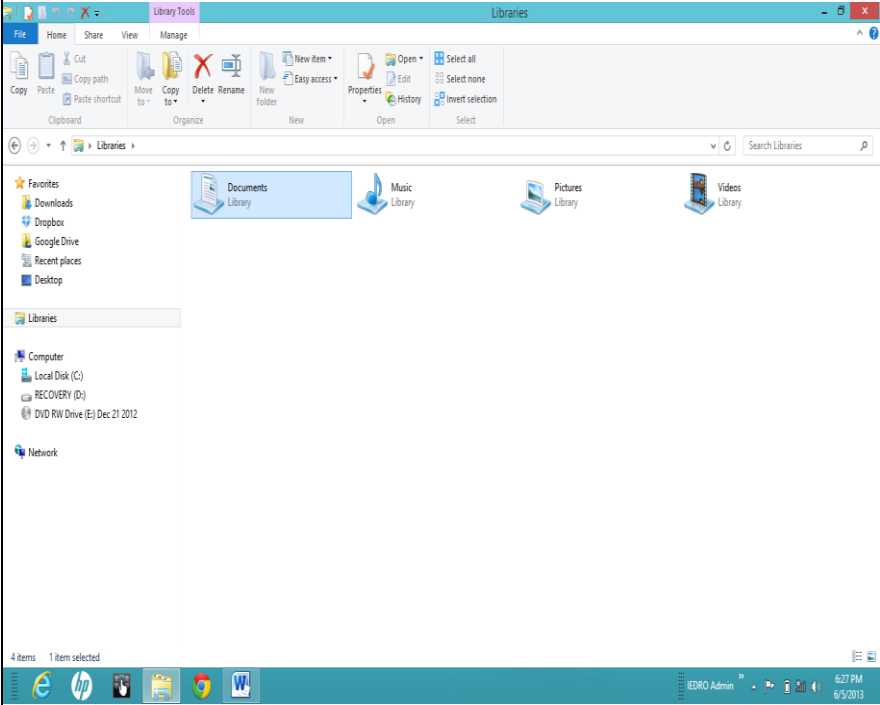 Library Tools
Libraries
File Home Share View Manage
Copy
Paste
Cut
Copy path
Paste shortcut
Move to
Copy to
Delete
Rename
New folder
New item
Easy access
Properties
Open
Edit
History
Select all
Select none
Invert selection
Clipboard Organize New Open Select
Libraries
Search Libraries
Favorites
Downloads
Dropbox
Google Drive
Recent places
Desktop
Libraries
Computer
Local Disk (C:)
RECOVERY (D:)
DVD RW Drive (E:) Dec 21 2012
Network
Documents
Library
Music
Library
Pictures
Library
Videos
Library
4 items 1 item selected
hp
W
IEDRO Admin
6:27 PM
6/5/2013